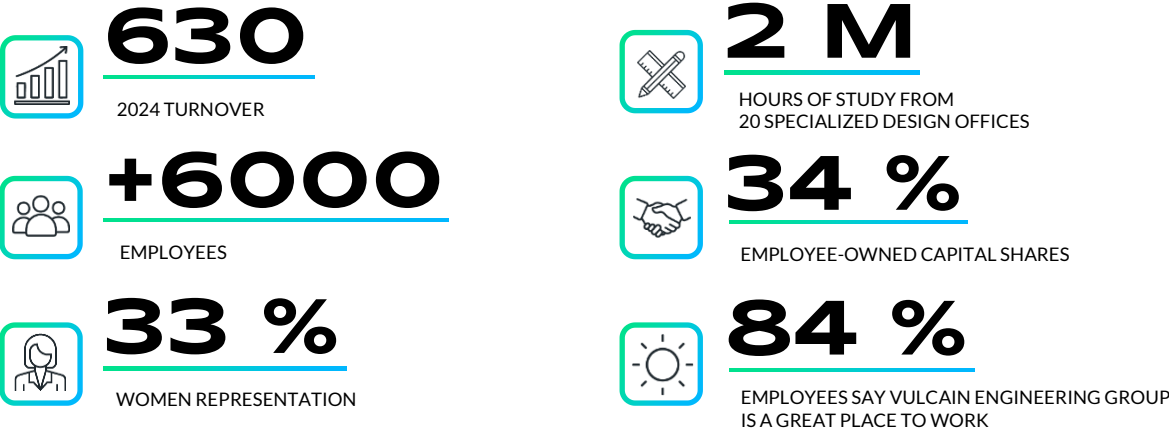 630
2024 TURNOVER
+6000
EMPLOYEES
33 %
WOMEN REPRESENTATION
2 M
HOURS OF STUDY FROM
20 SPECIALIZED DESIGN OFFICES
34 %
EMPLOYEE-OWNED CAPITAL SHARES
84 %
EMPLOYEES SAY VULCAIN ENGINEERING GROUP
IS A GREAT PLACE TO WORK